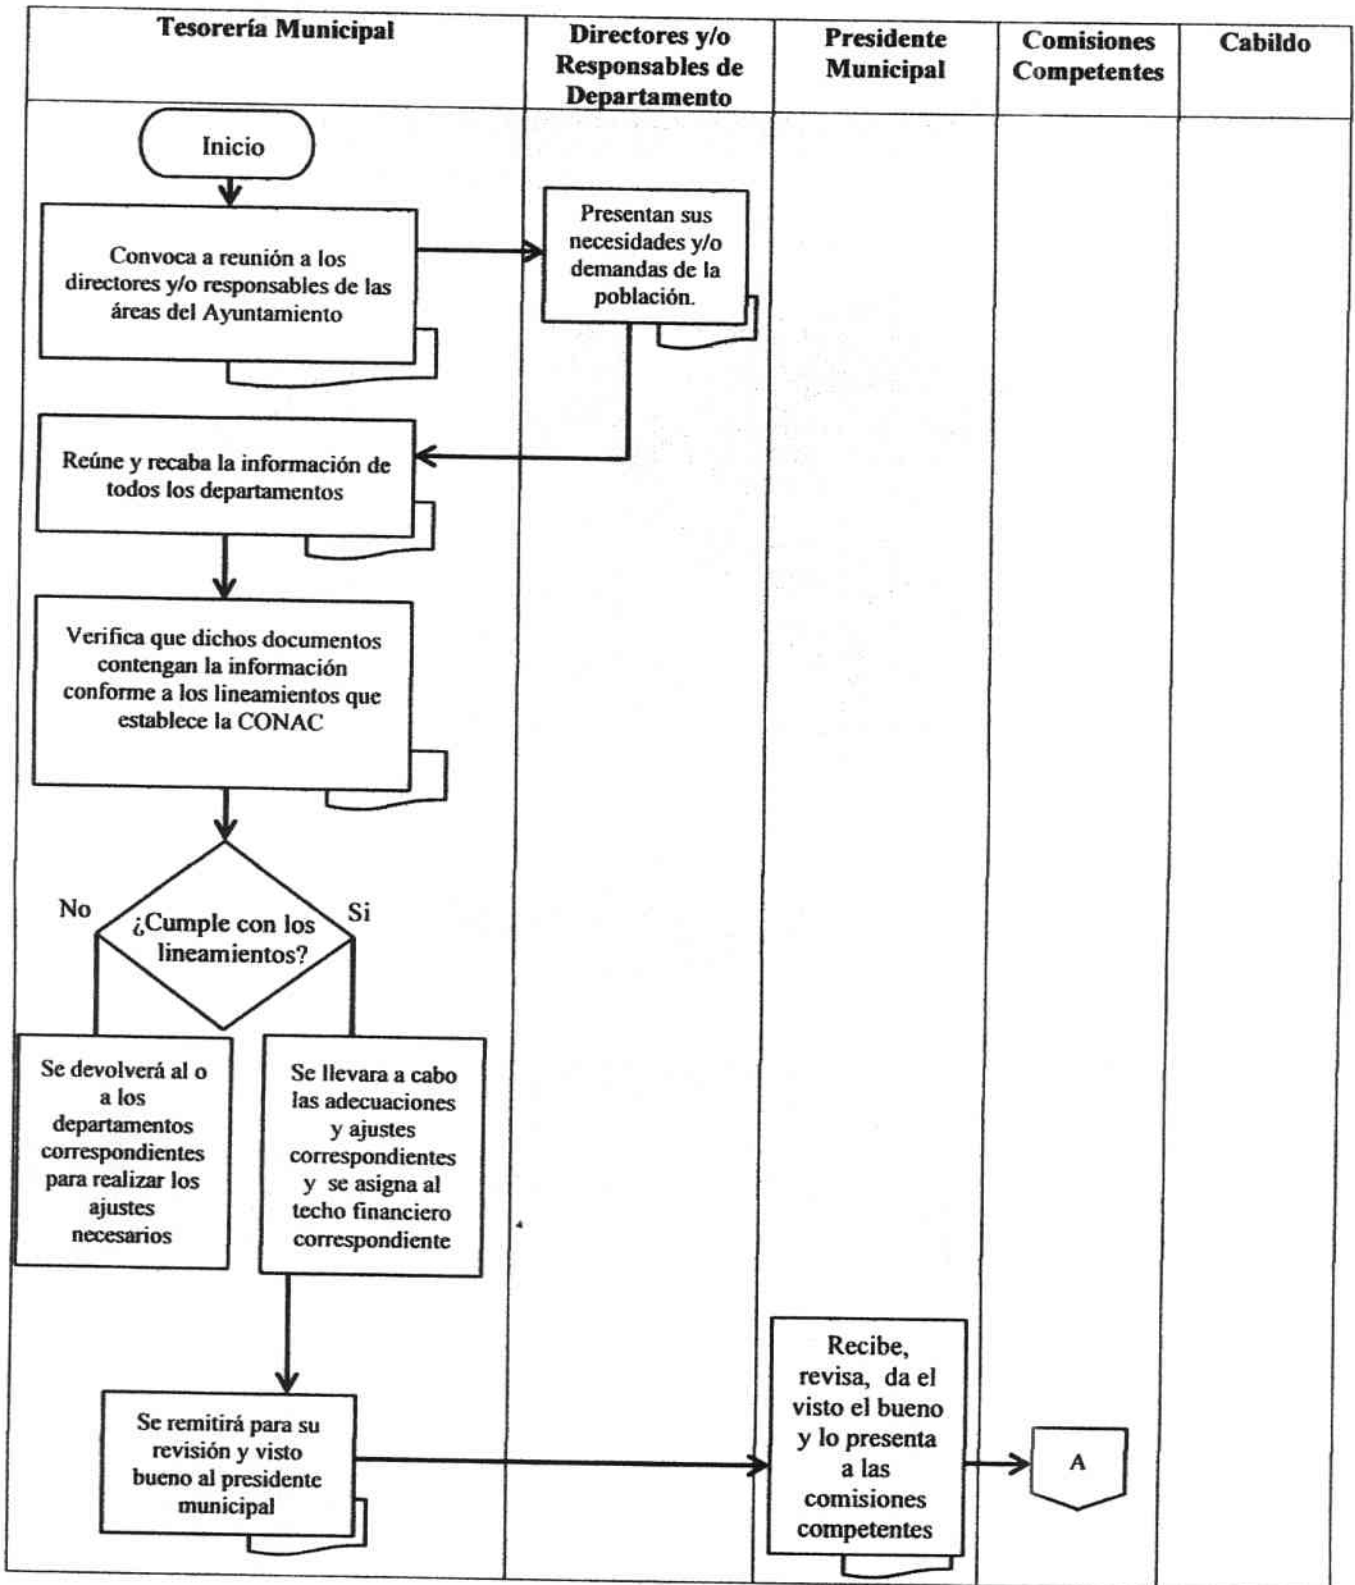 Tesorería Municipal
Directores y/o
Responsables de
Departamento
Presidente
Municipal
Comisiones
Competentes
Cabildo
Inicio
Convoca a reunión a los
directores y/o responsables de las
áreas del Ayuntamiento
Presentan sus
necesidades y/o
demandas de la
población.
Reúne y recaba la información de
todos los departamentos
Verifica que dichos documentos
contengan la información
conforme a los lineamientos que
establece la CONAC
No
¿Cumple con los
lineamientos?
Si
Se devolverá al o
a los
departamentos
correspondientes
para realizar los
ajustes
necesarios
Se llevara a cabo
las adecuaciones
y ajustes
correspondientes
y se asigna al
techo financiero
correspondiente
Se remitirá para su
revisión y visto
bueno al presidente
municipal
Recibe,
revisa, da el
visto el bueno
y lo presenta
a las
comisiones
competentes
A